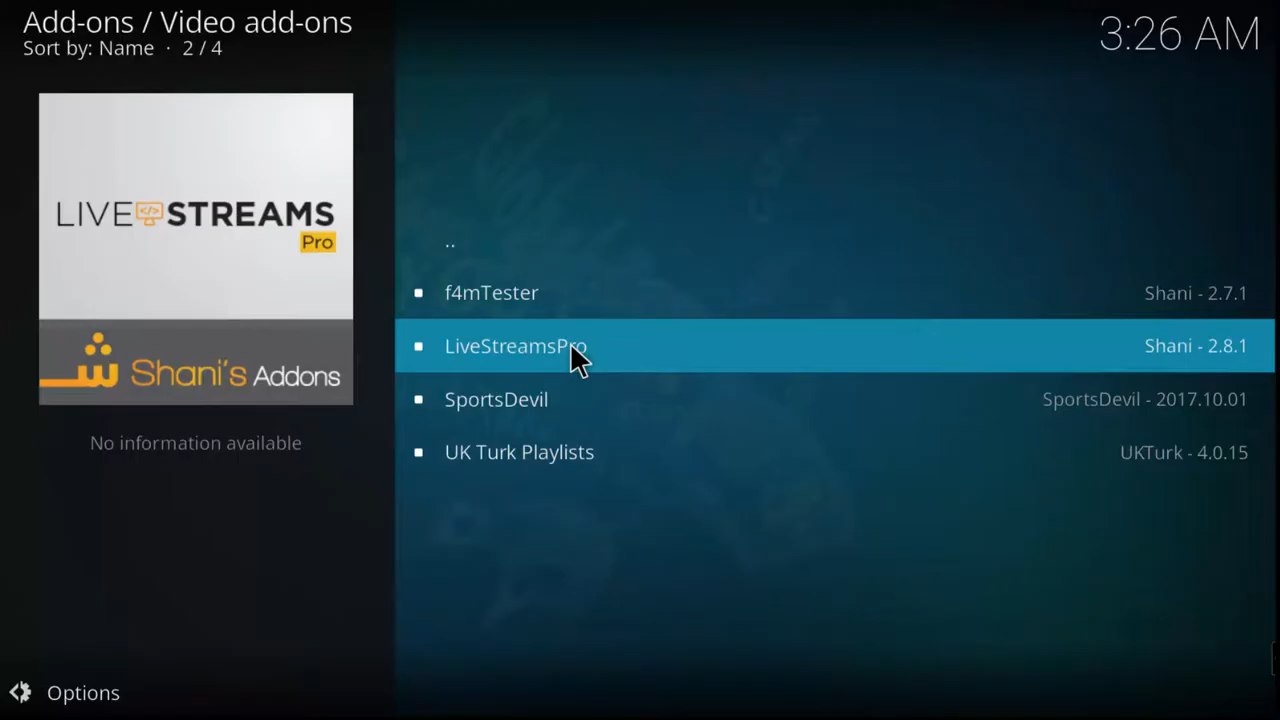 Add-ons / Video add-ons
Sort by: Name · 2 / 4
3:26 AM
LIVE </> STREAMS
Pro
ش Shani's Addons
No information available
..
f4mTester Shani - 2.7.1
LiveStreamsPro Shani - 2.8.1
SportsDevil SportsDevil - 2017.10.01
UK Turk Playlists UKTurk - 4.0.15
Options